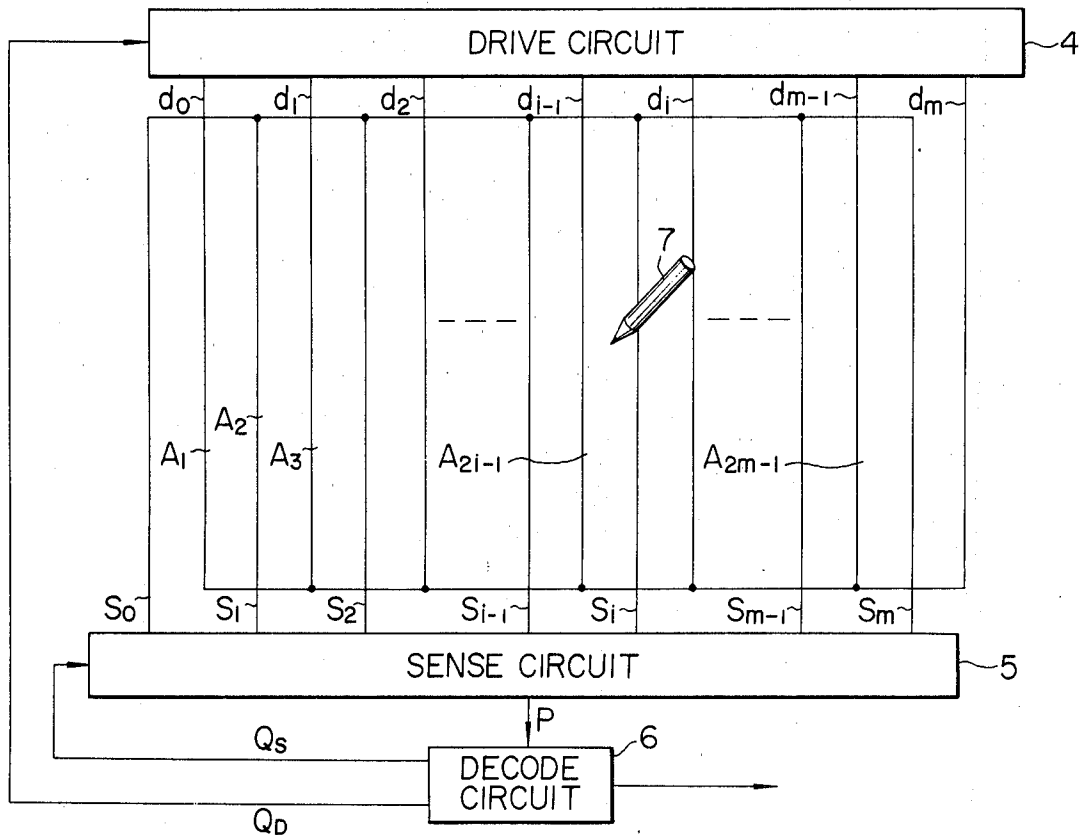 DRIVE CIRCUIT
4
d0 d1 d2 di-1 di dm-1 dm
7
A1 A2 A3 A2i-1 A2m-1
S0 S1 S2 Si-1 Si Sm-1 Sm
SENSE CIRCUIT
5
P
6
QS
DECODE
CIRCUIT
QD